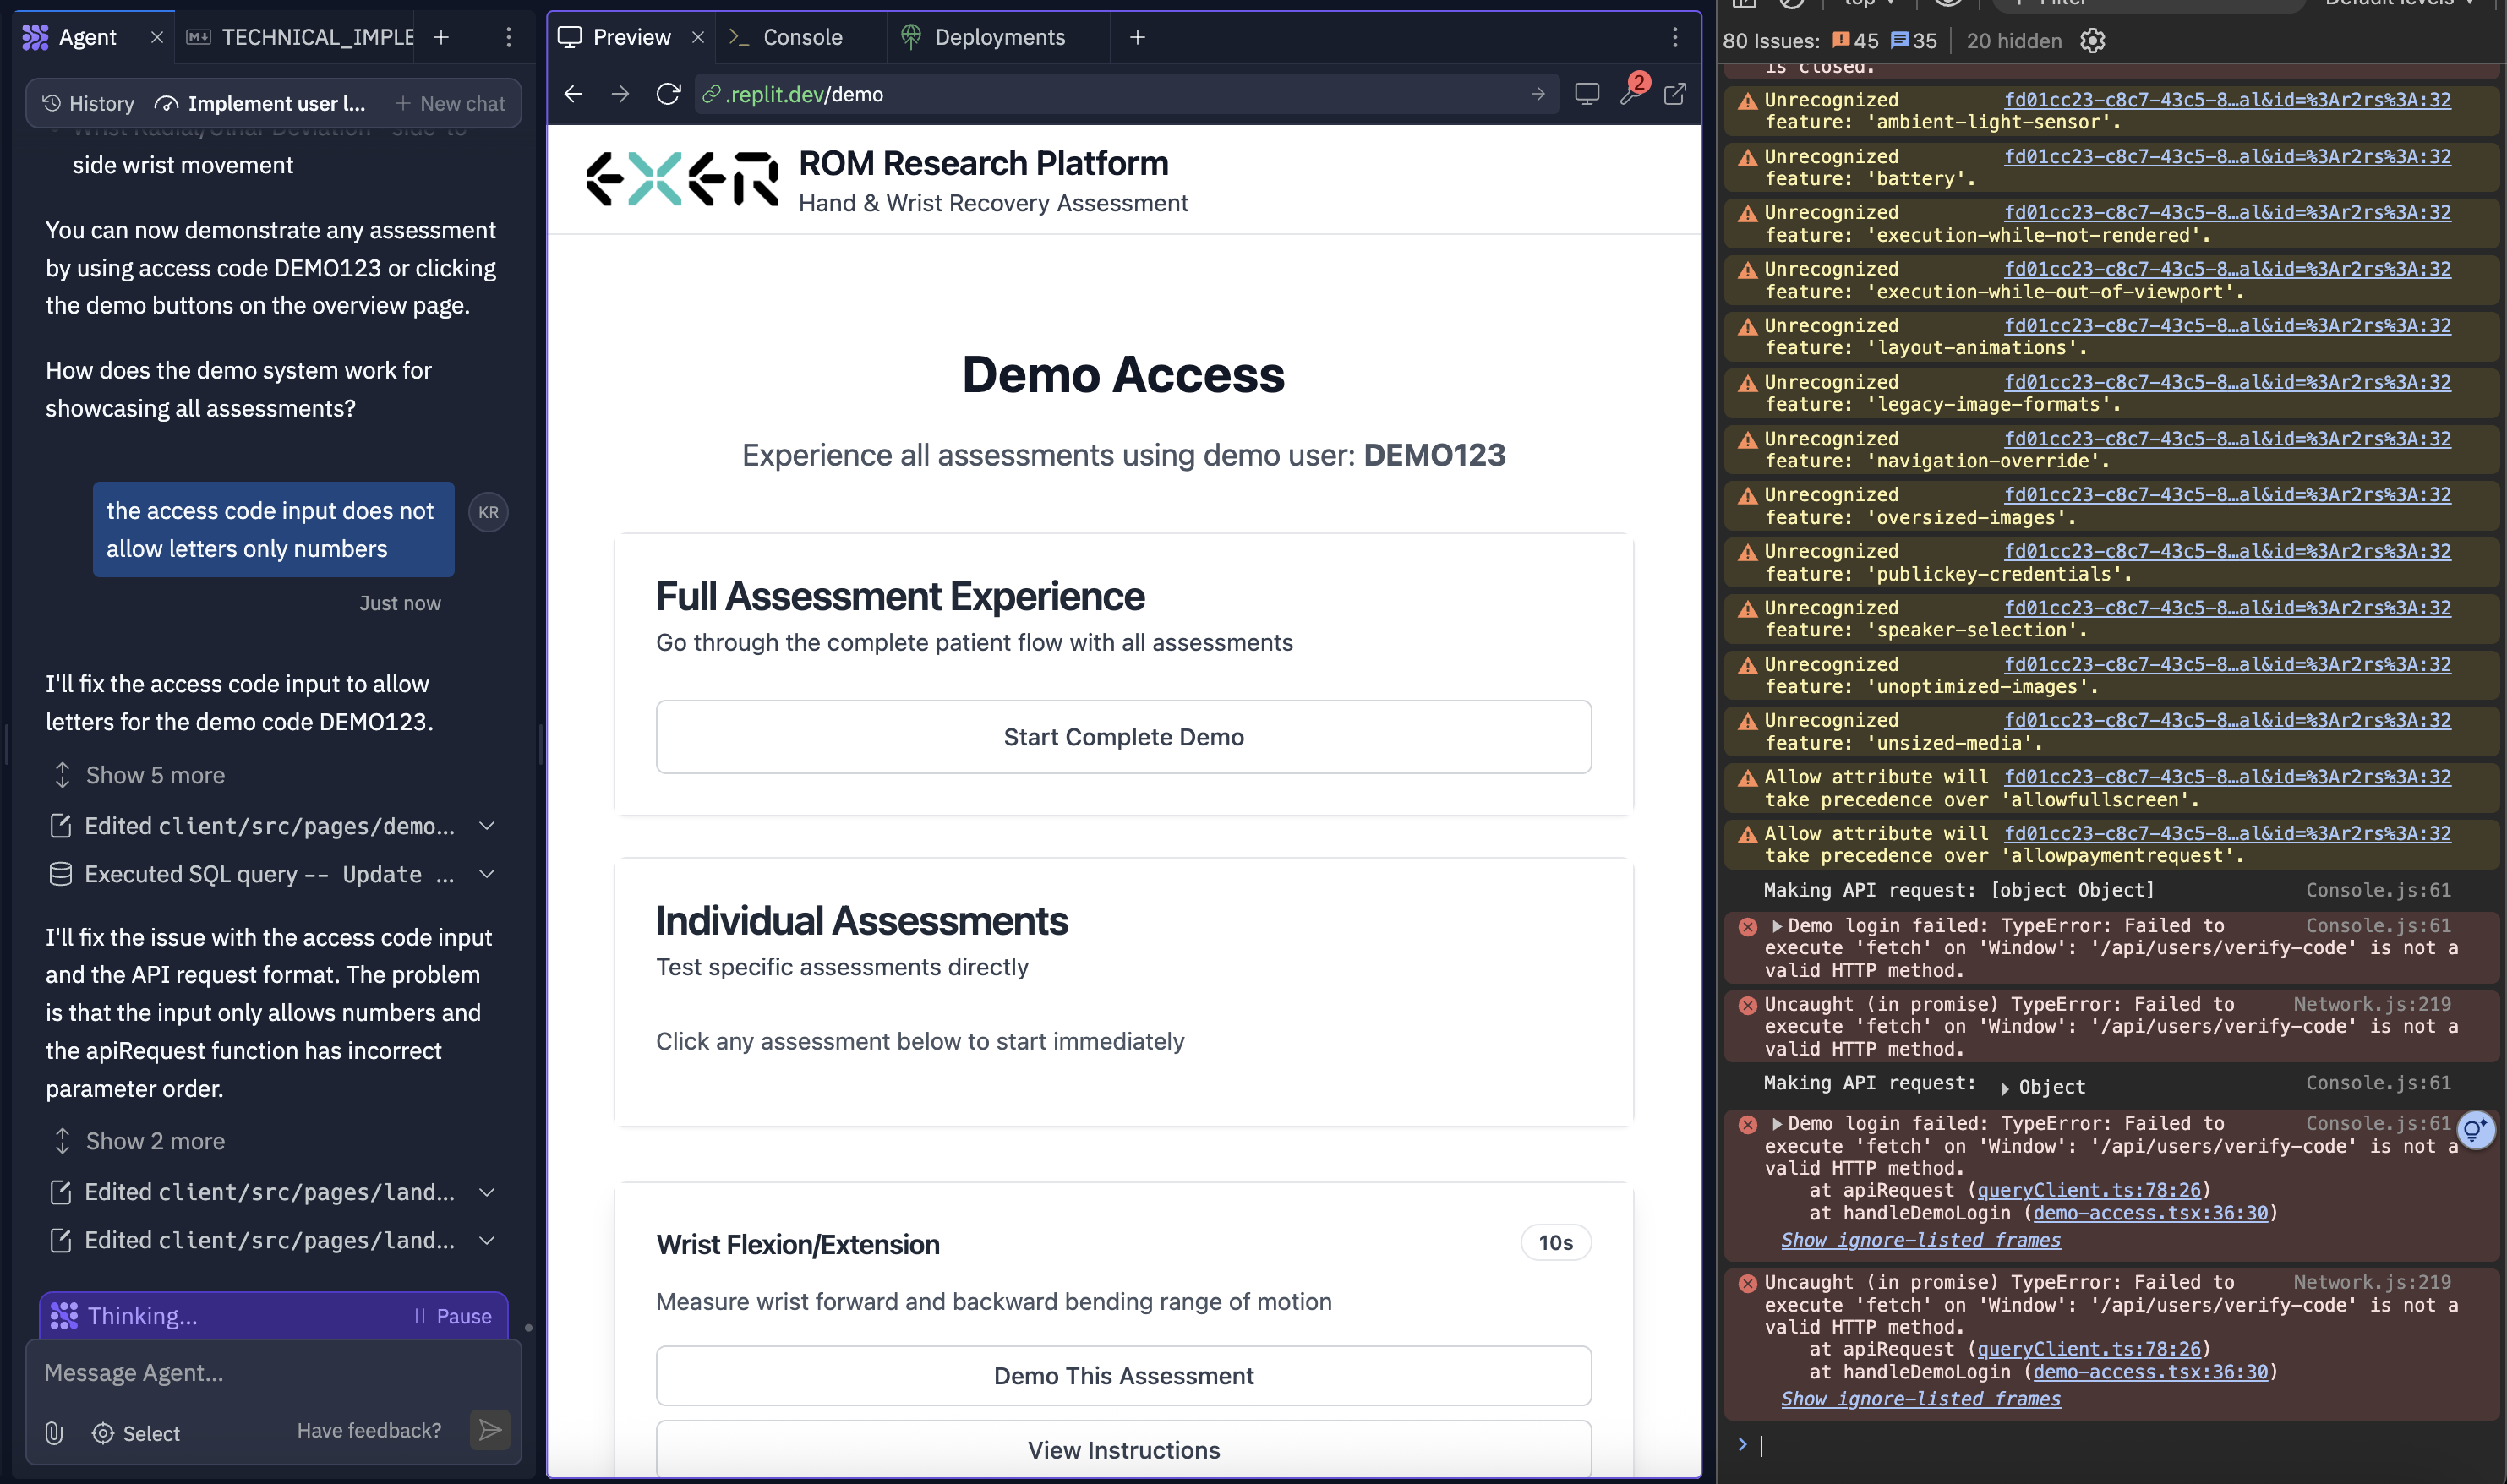 Agent
TECHNICAL_IMPLE
History
Implement user l...
New chat
Wrist Radial/Ulnar Deviation - side-to-
side wrist movement
You can now demonstrate any assessment
by using access code DEMO123 or clicking
the demo buttons on the overview page.
How does the demo system work for
showcasing all assessments?
the access code input does not
allow letters only numbers
KR
Just now
I'll fix the access code input to allow
letters for the demo code DEMO123.
Show 5 more
Edited client/src/pages/demo...
Executed SQL query -- Update ...
I'll fix the issue with the access code input
and the API request format. The problem
is that the input only allows numbers and
the apiRequest function has incorrect
parameter order.
Show 2 more
Edited client/src/pages/land...
Edited client/src/pages/land...
Thinking...
Pause
Message Agent...
Select
Have feedback?
Preview
Console
Deployments
.replit.dev/demo
2
EXER
ROM Research Platform
Hand & Wrist Recovery Assessment
Demo Access
Experience all assessments using demo user: DEMO123
Full Assessment Experience
Go through the complete patient flow with all assessments
Start Complete Demo
Individual Assessments
Test specific assessments directly
Click any assessment below to start immediately
Wrist Flexion/Extension
10s
Measure wrist forward and backward bending range of motion
Demo This Assessment
View Instructions
top
Filter
Default levels
80 Issues: 45 35 20 hidden
is closed.
Unrecognized fd01cc23-c8c7-43c5-8…al&id=%3Ar2rs%3A:32
feature: 'ambient-light-sensor'.
Unrecognized fd01cc23-c8c7-43c5-8…al&id=%3Ar2rs%3A:32
feature: 'battery'.
Unrecognized fd01cc23-c8c7-43c5-8…al&id=%3Ar2rs%3A:32
feature: 'execution-while-not-rendered'.
Unrecognized fd01cc23-c8c7-43c5-8…al&id=%3Ar2rs%3A:32
feature: 'execution-while-out-of-viewport'.
Unrecognized fd01cc23-c8c7-43c5-8…al&id=%3Ar2rs%3A:32
feature: 'layout-animations'.
Unrecognized fd01cc23-c8c7-43c5-8…al&id=%3Ar2rs%3A:32
feature: 'legacy-image-formats'.
Unrecognized fd01cc23-c8c7-43c5-8…al&id=%3Ar2rs%3A:32
feature: 'navigation-override'.
Unrecognized fd01cc23-c8c7-43c5-8…al&id=%3Ar2rs%3A:32
feature: 'oversized-images'.
Unrecognized fd01cc23-c8c7-43c5-8…al&id=%3Ar2rs%3A:32
feature: 'publickey-credentials'.
Unrecognized fd01cc23-c8c7-43c5-8…al&id=%3Ar2rs%3A:32
feature: 'speaker-selection'.
Unrecognized fd01cc23-c8c7-43c5-8…al&id=%3Ar2rs%3A:32
feature: 'unoptimized-images'.
Unrecognized fd01cc23-c8c7-43c5-8…al&id=%3Ar2rs%3A:32
feature: 'unsized-media'.
Allow attribute will fd01cc23-c8c7-43c5-8…al&id=%3Ar2rs%3A:32
take precedence over 'allowfullscreen'.
Allow attribute will fd01cc23-c8c7-43c5-8…al&id=%3Ar2rs%3A:32
take precedence over 'allowpaymentrequest'.
Making API request: [object Object] Console.js:61
Demo login failed: TypeError: Failed to Console.js:61
execute 'fetch' on 'Window': '/api/users/verify-code' is not a
valid HTTP method.
Uncaught (in promise) TypeError: Failed to Network.js:219
execute 'fetch' on 'Window': '/api/users/verify-code' is not a
valid HTTP method.
Making API request: Object Console.js:61
Demo login failed: TypeError: Failed to Console.js:61
execute 'fetch' on 'Window': '/api/users/verify-code' is not a
valid HTTP method.
at apiRequest (queryClient.ts:78:26)
at handleDemoLogin (demo-access.tsx:36:30)
Show ignore-listed frames
Uncaught (in promise) TypeError: Failed to Network.js:219
execute 'fetch' on 'Window': '/api/users/verify-code' is not a
valid HTTP method.
at apiRequest (queryClient.ts:78:26)
at handleDemoLogin (demo-access.tsx:36:30)
Show ignore-listed frames